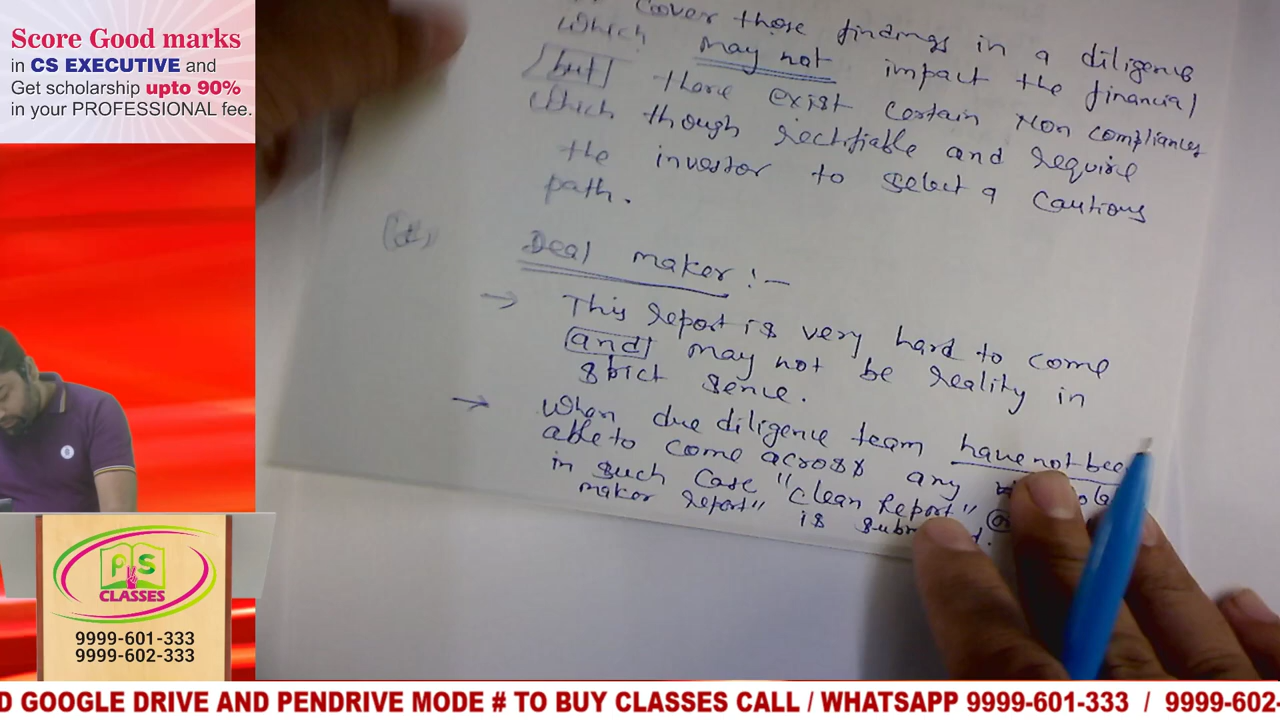 Score Good marks
in CS EXECUTIVE and
Get scholarship upto 90%
in your PROFESSIONAL fee.
cover those findings in a diligence
which may not impact the financial
but there exist certain non compliances
which though rectifiable and require
the investor to select a cautious
path.
Deal maker :-
→ This report is very hard to come
and may not be reality in
strict sence.
→ When due diligence team have not been
able to come across any
in such case "clean Report"
maker report" is
PS
CLASSES
9999-601-333
9999-602-333
D GOOGLE DRIVE AND PENDRIVE MODE # TO BUY CLASSES CALL / WHATSAPP 9999-601-333 / 9999-602-